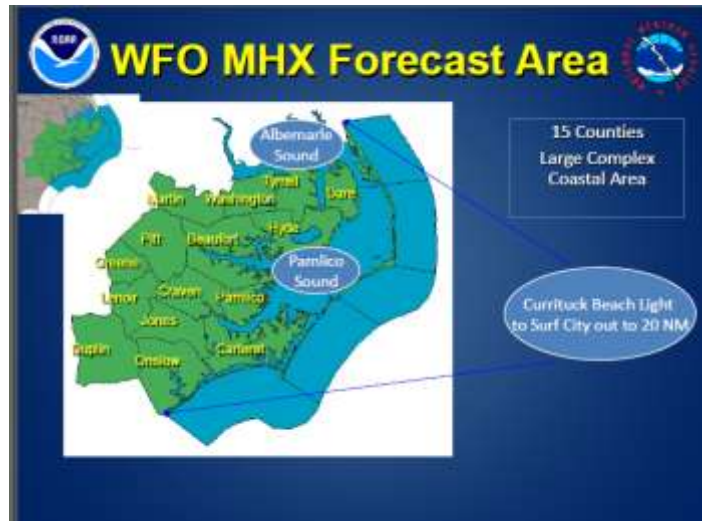 NOAA
WFO MHX Forecast Area
15 Counties
Large Complex
Coastal Area
Albemarle
Sound
Tyrrell
Dare
Martin
Washington
Hyde
Pitt
Beaufort
Greene
Pamlico
Sound
Lenoir
Craven
Pamlico
Jones
Duplin
Onslow
Carteret
Currituck Beach Light
to Surf City out to 20 NM